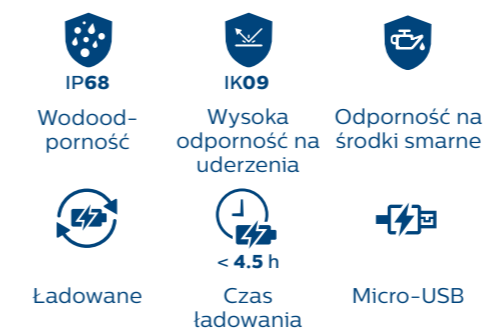 IP68
IK09
Wodood-
porność
Wysoka
odporność na
uderzenia
Odporność na
środki smarne
< 4.5 h
Ładowane
Czas
ładowania
Micro-USB